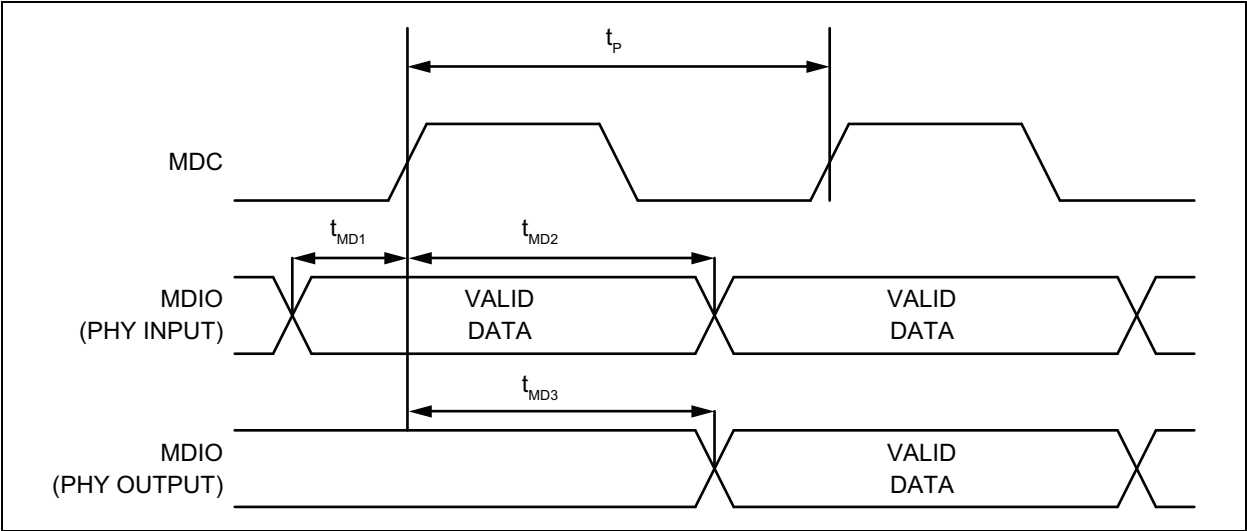 tP
MDC
tMD1
tMD2
MDIO
(PHY INPUT)
VALID
DATA
VALID
DATA
tMD3
MDIO
(PHY OUTPUT)
VALID
DATA